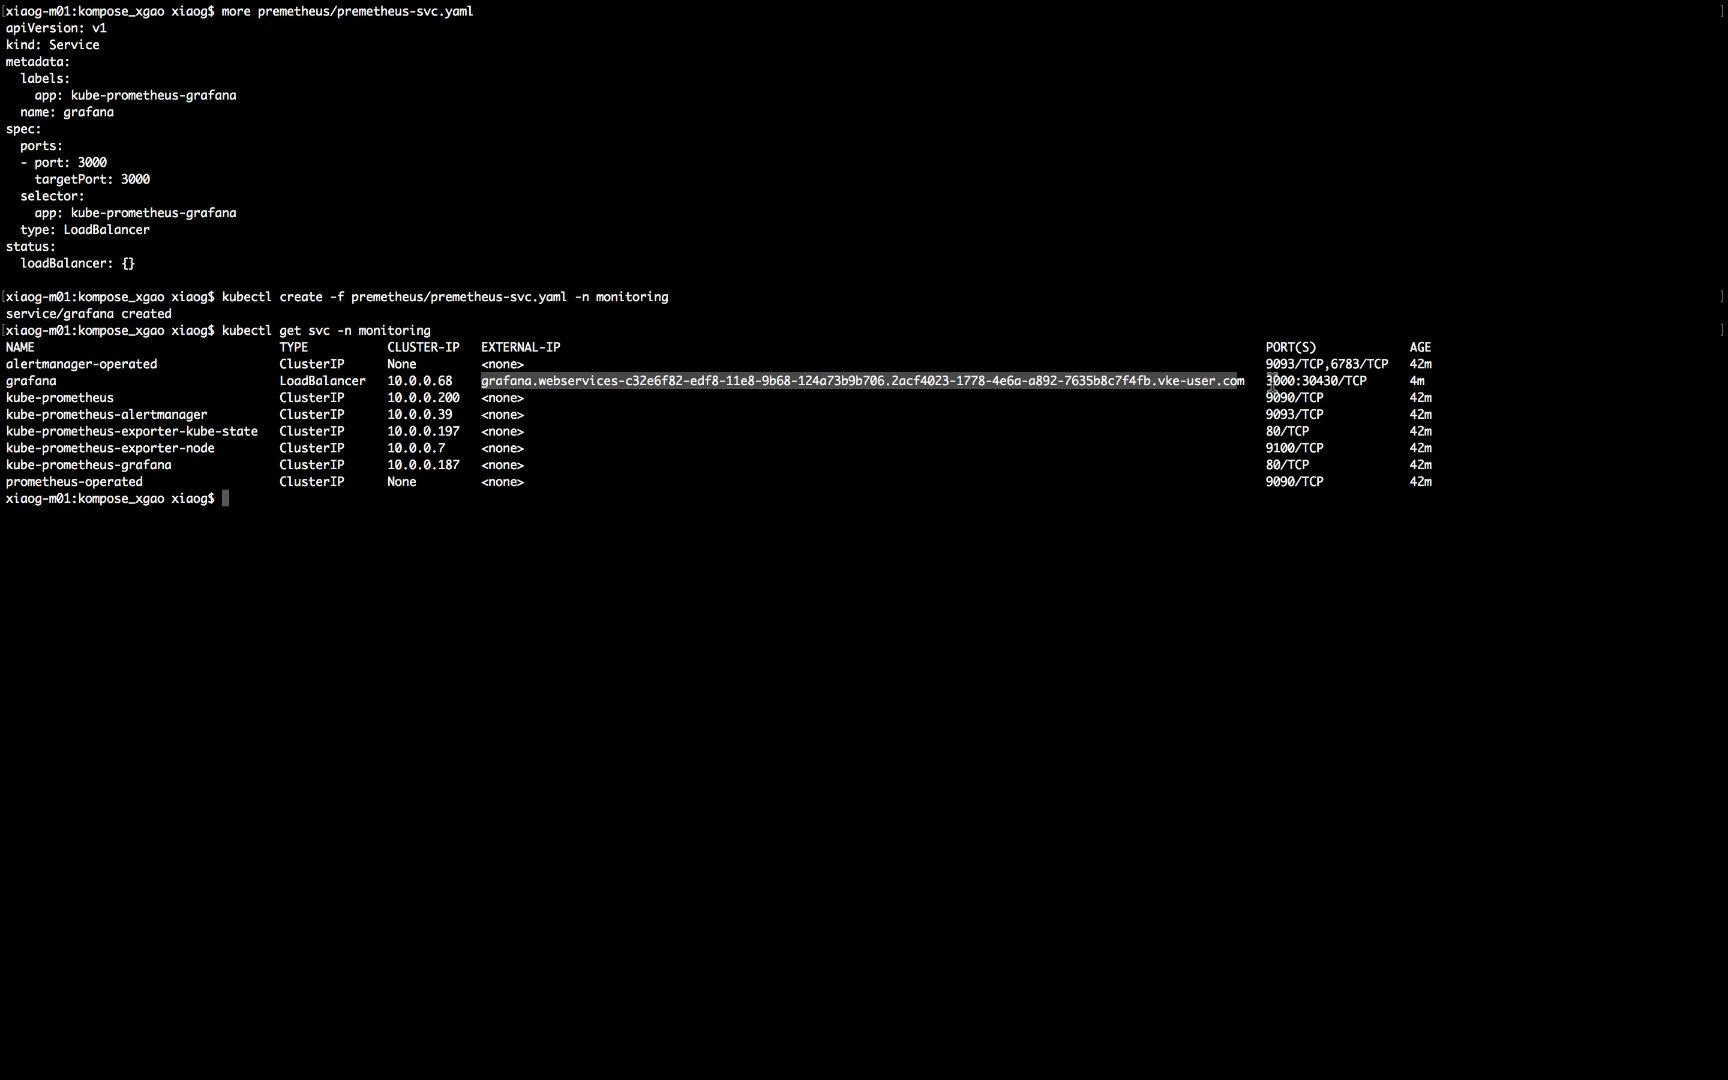 [xiaog-m01:kompose_xgao xiaog$ more premetheus/premetheus-svc.yaml ]
apiVersion: v1
kind: Service
metadata:
  labels:
    app: kube-prometheus-grafana
  name: grafana
spec:
  ports:
  - port: 3000
    targetPort: 3000
  selector:
    app: kube-prometheus-grafana
  type: LoadBalancer
status:
  loadBalancer: {}
[xiaog-m01:kompose_xgao xiaog$ kubectl create -f premetheus/premetheus-svc.yaml -n monitoring ]
service/grafana created
[xiaog-m01:kompose_xgao xiaog$ kubectl get svc -n monitoring ]
NAME TYPE CLUSTER-IP EXTERNAL-IP PORT(S) AGE
alertmanager-operated ClusterIP None <none> 9093/TCP,6783/TCP 42m
grafana LoadBalancer 10.0.0.68 grafana.webservices-c32e6f82-edf8-11e8-9b68-124a73b9b706.2acf4023-1778-4e6a-a892-7635b8c7f4fb.vke-user.com 3000:30430/TCP 4m
kube-prometheus ClusterIP 10.0.0.200 <none> 9090/TCP 42m
kube-prometheus-alertmanager ClusterIP 10.0.0.39 <none> 9093/TCP 42m
kube-prometheus-exporter-kube-state ClusterIP 10.0.0.197 <none> 80/TCP 42m
kube-prometheus-exporter-node ClusterIP 10.0.0.7 <none> 9100/TCP 42m
kube-prometheus-grafana ClusterIP 10.0.0.187 <none> 80/TCP 42m
prometheus-operated ClusterIP None <none> 9090/TCP 42m
xiaog-m01:kompose_xgao xiaog$